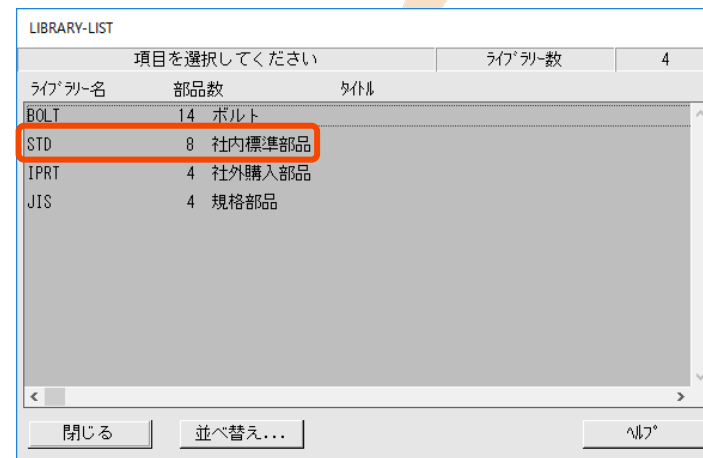 LIBRARY-LIST
項目を選択してください ﾗｲﾌﾞﾗﾘｰ数 4
ﾗｲﾌﾞﾗﾘｰ名 部品数 ﾀｲﾄﾙ
BOLT 14 ボルト
STD 8 社内標準部品
IPRT 4 社外購入部品
JIS 4 規格部品
閉じる 並べ替え... ﾍﾙﾌﾟ